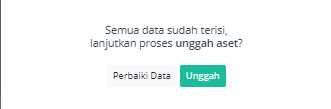 Semua data sudah terisi,
lanjutkan proses unggah aset?
Perbaiki Data Unggah